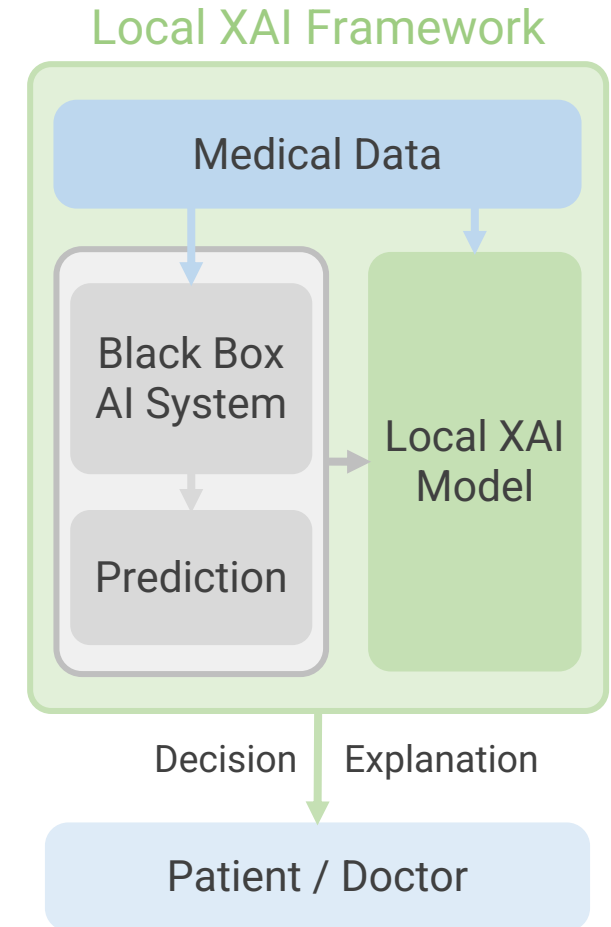 Local XAI Framework
Medical Data
Black Box
AI System
Local XAI
Model
Prediction
Decision
Explanation
Patient / Doctor